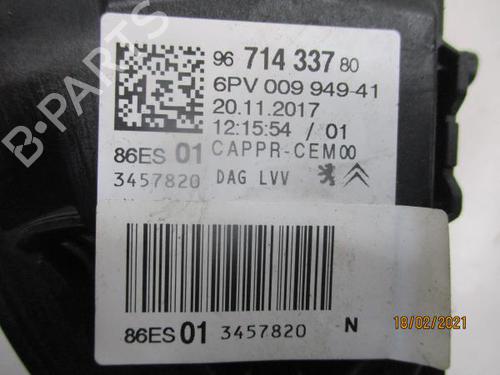 96 714 337 80
6PV 009 949-41
20.11.2017
12:15:54 / 01
86ES 01 CAPPR-CEM00
3457820 DAG LVV
86ES 01 3457820 N
18/02/2021